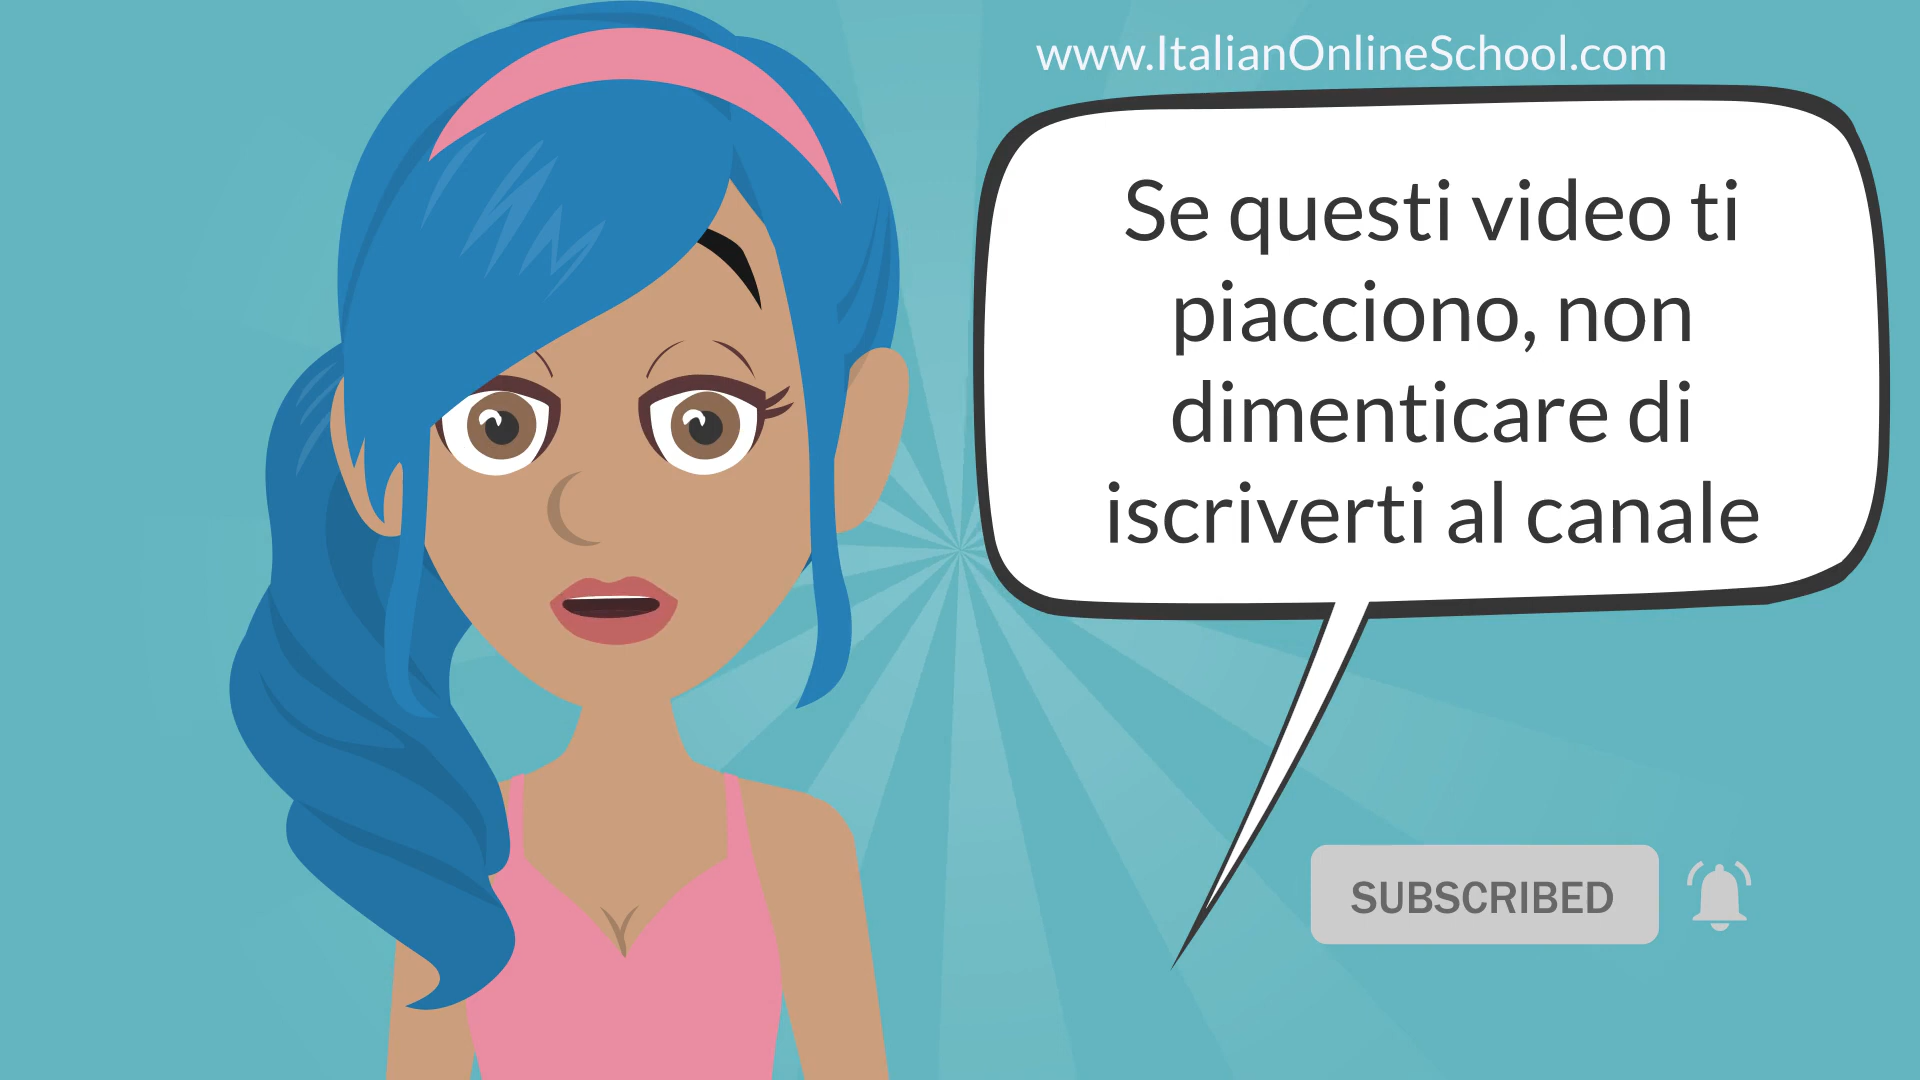 www.ItalianOnlineSchool.com
Se questi video ti
piacciono, non
dimenticare di
iscriverti al canale
SUBSCRIBED